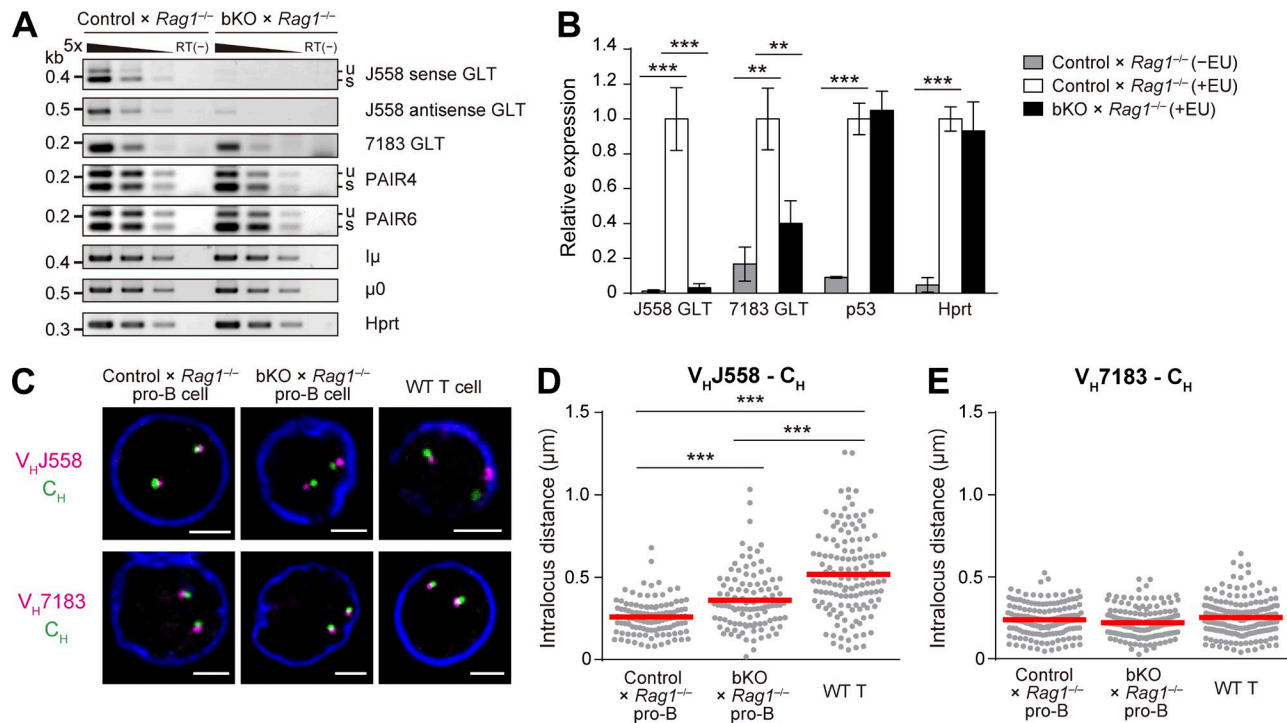 A
Control × Rag1–/–
bKO × Rag1–/–
5x
RT(−)
RT(−)
kb
0.4
u
s
J558 sense GLT
0.5
J558 antisense GLT
0.2
7183 GLT
0.2
u
s
PAIR4
0.2
u
s
PAIR6
0.4
Iμ
0.5
μ0
0.3
Hprt
B
Relative expression
1.4
1.2
1.0
0.8
0.6
0.4
0.2
0
***
***
**
**
***
***
J558 GLT
7183 GLT
p53
Hprt
Control × Rag1–/– (−EU)
Control × Rag1–/– (+EU)
bKO × Rag1–/– (+EU)
C
Control × Rag1–/–
pro-B cell
bKO × Rag1–/–
pro-B cell
WT T cell
VHJ558
CH
VH7183
CH
D
VHJ558 - CH
Intralocus distance (μm)
1.5
1.0
0.5
0
***
***
***
Control
× Rag1–/–
pro-B
bKO
× Rag1–/–
pro-B
WT T
E
VH7183 - CH
Intralocus distance (μm)
1.5
1.0
0.5
0
Control
× Rag1–/–
pro-B
bKO
× Rag1–/–
pro-B
WT T